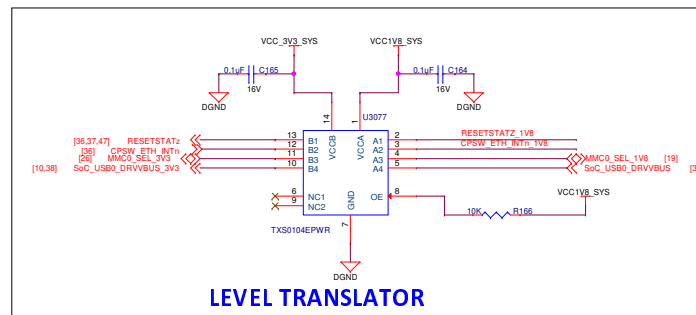 VCC_3V3_SYS VCC1V8_SYS
0.1uF C165 0.1uF C164
16V 16V
DGND DGND
14 1 U3077
VCCB VCCA
[36,37,47] RESETSTATz 13 B1 A1 2 RESETSTATZ_1V8
[36] CPSW_ETH_INTn 12 B2 A2 3 CPSW_ETH_INTn_1V8
[26] MMC0_SEL_3V3 11 B3 A3 4 MMC0_SEL_1V8 [19]
[10,38] SoC_USB0_DRVVBUS_3V3 10 B4 A4 5 SoC_USB0_DRVVBUS [3
6 NC1 OE 8 VCC1V8_SYS
9 NC2 GND
10K R166
TXS0104EPWR 7
DGND
LEVEL TRANSLATOR